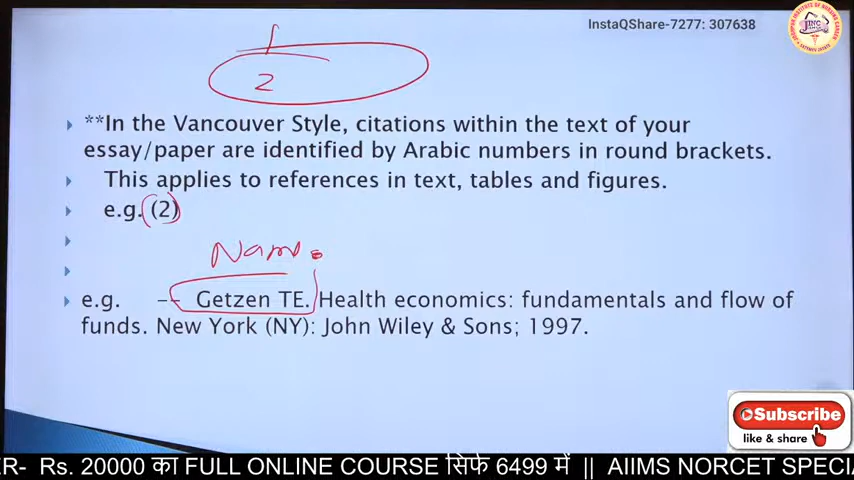 InstaQShare-7277: 307638
1
2
**In the Vancouver Style, citations within the text of your
essay/paper are identified by Arabic numbers in round brackets.
This applies to references in text, tables and figures.
e.g. (2)
Name.
e.g. -- Getzen TE. Health economics: fundamentals and flow of
funds. New York (NY): John Wiley & Sons; 1997.
Subscribe
like & share
ER- Rs. 20000 का FULL ONLINE COURSE सिर्फ 6499 में || AIIMS NORCET SPECIA